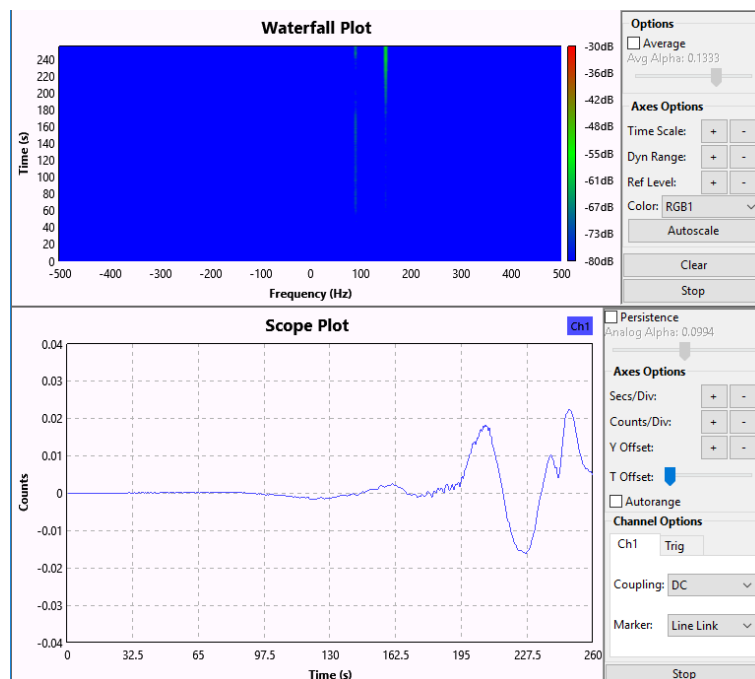 Waterfall Plot
240
220
200
180
160
140
120
100
80
60
40
20
0
Time (s)
-500 -400 -300 -200 -100 0 100 200 300 400 500
Frequency (Hz)
-30dB
-36dB
-42dB
-48dB
-55dB
-61dB
-67dB
-73dB
-80dB
Options
Average
Avg Alpha: 0.1333
Axes Options
Time Scale: + -
Dyn Range: + -
Ref Level: + -
Color: RGB1
Autoscale
Clear
Stop
Scope Plot
Ch1
0.04
0.03
0.02
0.01
0
-0.01
-0.02
-0.03
-0.04
Counts
0 32.5 65 97.5 130 162.5 195 227.5 260
Time (s)
Persistence
Analog Alpha: 0.0994
Axes Options
Secs/Div: + -
Counts/Div: + -
Y Offset: + -
T Offset:
Autorange
Channel Options
Ch1 Trig
Coupling: DC
Marker: Line Link
Stop